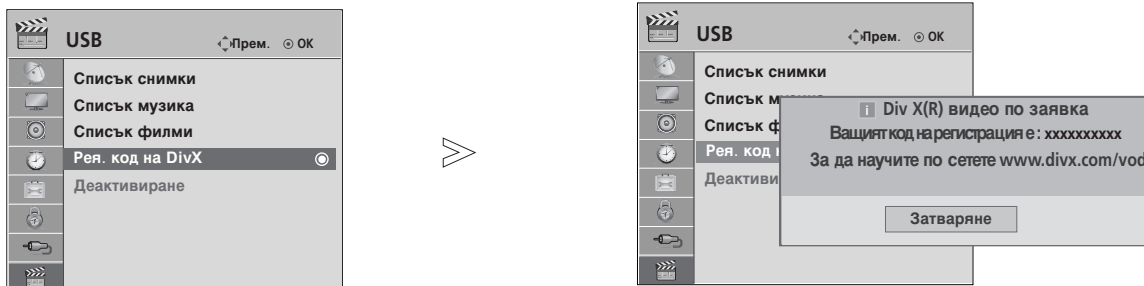 USB
Прем. OK
Списък снимки
Списък музика
Списък филми
Рея. код на DivX
Деактивиране
USB
Прем. OK
Списък снимки
Списък м
Списък ф
Рея. код
Деактиви
i Div X(R) видео по заявка
Вашият код на регистрация е : xxxxxxxxxx
За да научите по сетете www.divx.com/vod
Затваряне